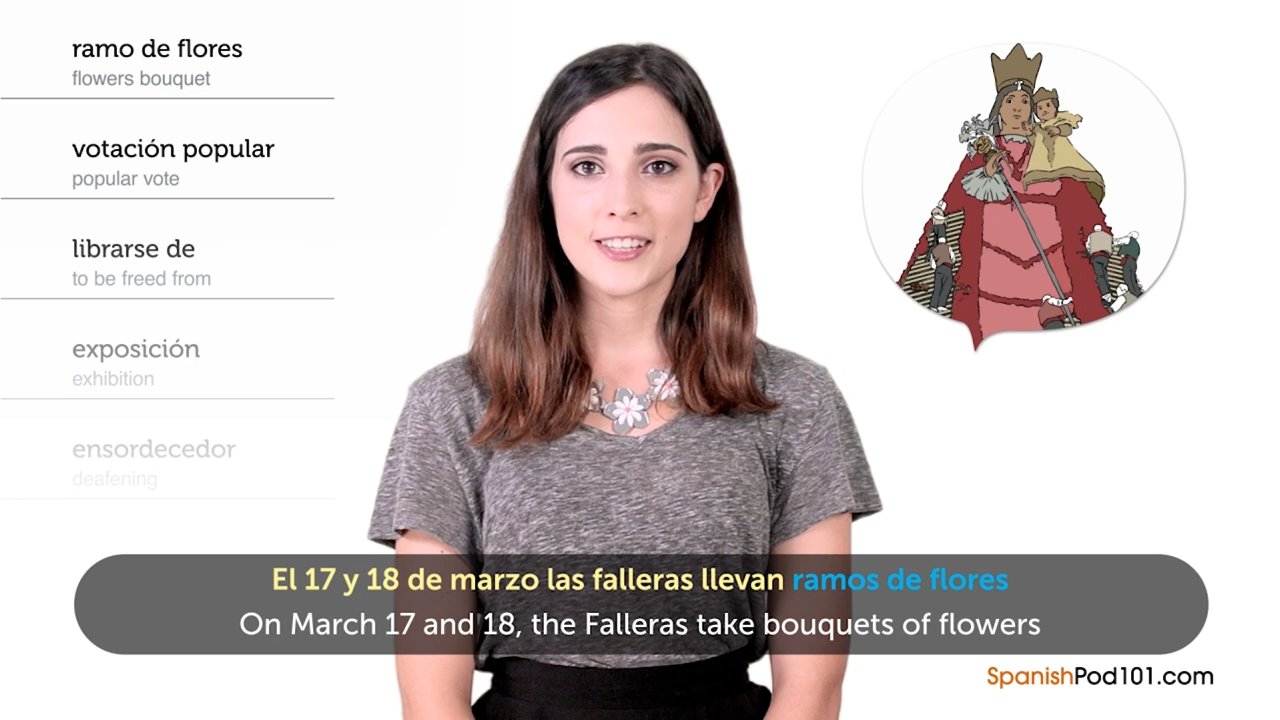 ramo de flores
flowers bouquet
votación popular
popular vote
librarse de
to be freed from
exposición
exhibition
ensordecedor
deafening
El 17 y 18 de marzo las falleras llevan ramos de flores
On March 17 and 18, the Falleras take bouquets of flowers
SpanishPod101.com